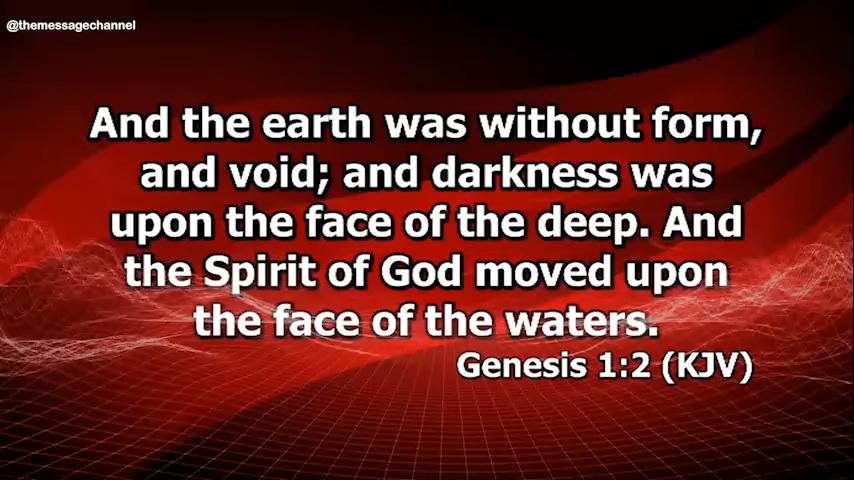 @themessagechannel
And the earth was without form,
and void; and darkness was
upon the face of the deep. And
the Spirit of God moved upon
the face of the waters.
Genesis 1:2 (KJV)